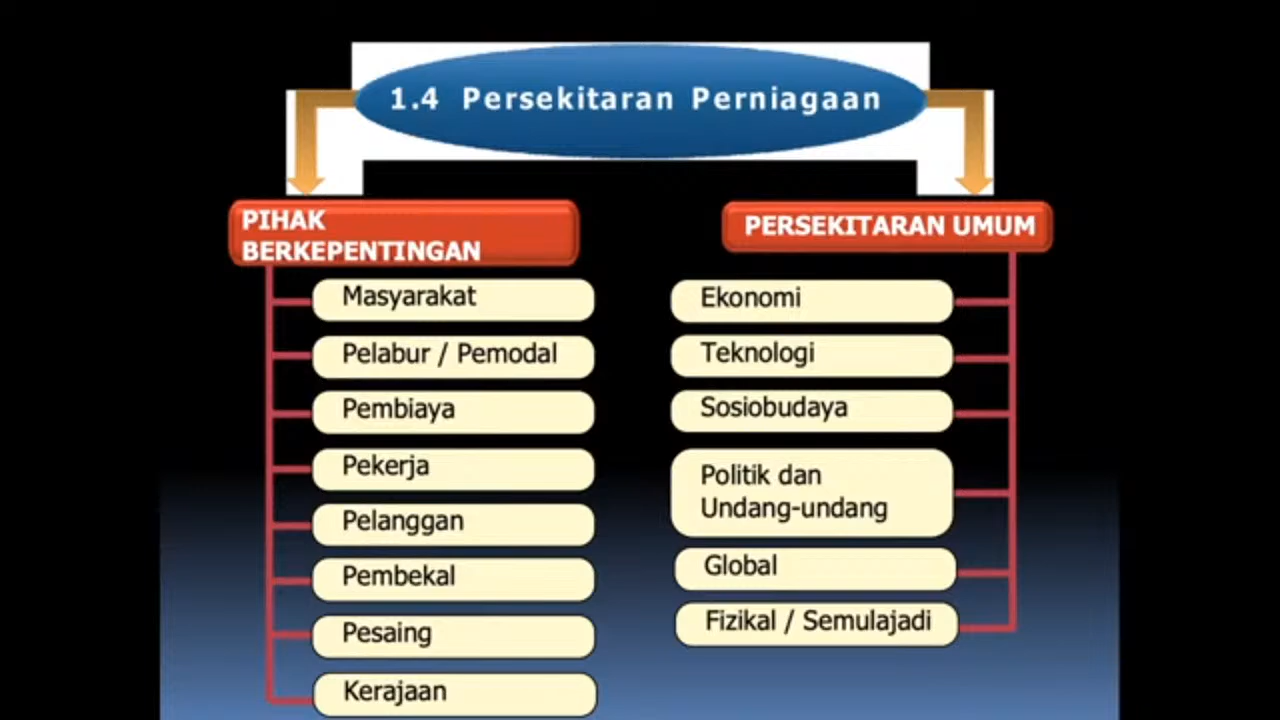 1.4 Persekitaran Perniagaan
PIHAK
BERKEPENTINGAN
Masyarakat
Pelabur / Pemodal
Pembiaya
Pekerja
Pelanggan
Pembekal
Pesaing
Kerajaan
PERSEKITARAN UMUM
Ekonomi
Teknologi
Sosiobudaya
Politik dan
Undang-undang
Global
Fizikal / Semulajadi